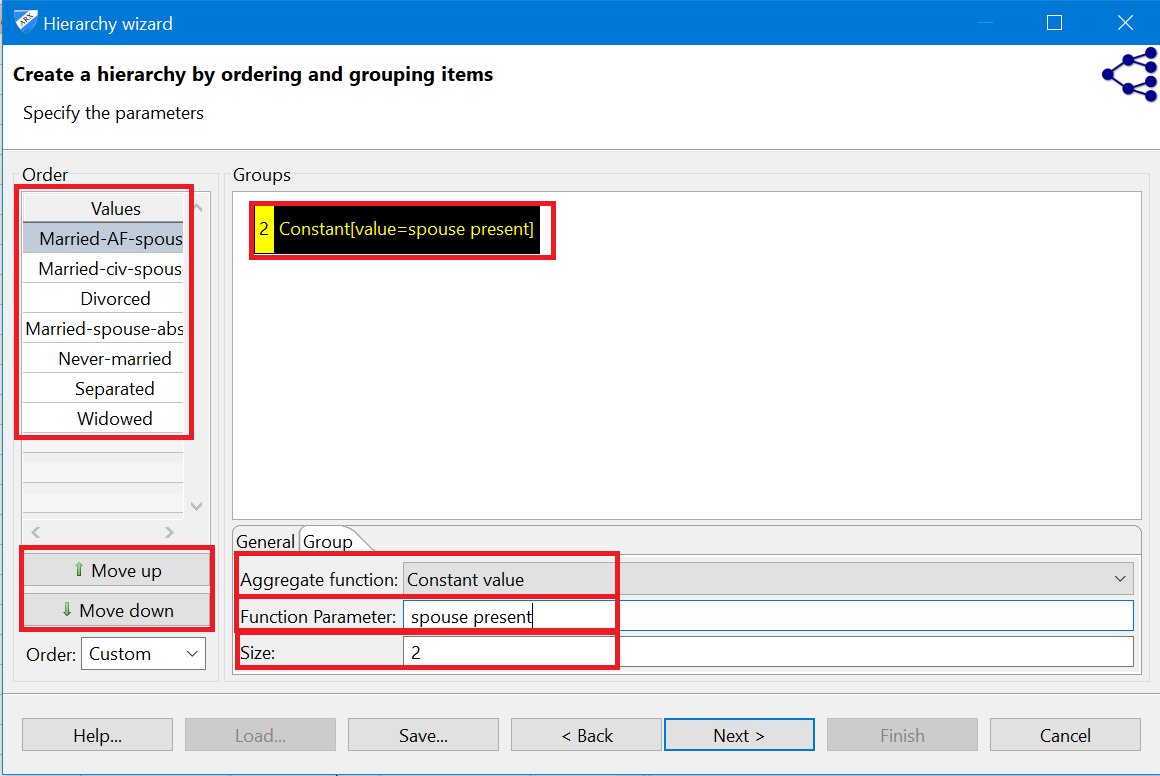 ARX Hierarchy wizard
Create a hierarchy by ordering and grouping items
Specify the parameters
Order
Values
Married-AF-spous
Married-civ-spous
Divorced
Married-spouse-abs
Never-married
Separated
Widowed
Move up
Move down
Order: Custom
Groups
2 Constant[value=spouse present]
General Group
Aggregate function: Constant value
Function Parameter: spouse present
Size: 2
Help... Load... Save... < Back Next > Finish Cancel